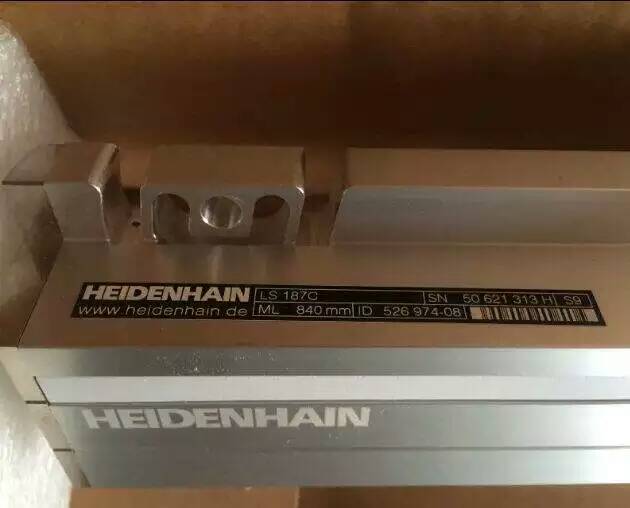 HEIDENHAIN LS 187C SN 50 621 313 H S9
www.heidenhain.de ML 840 mm ID 526 974-08
HEIDENHAIN